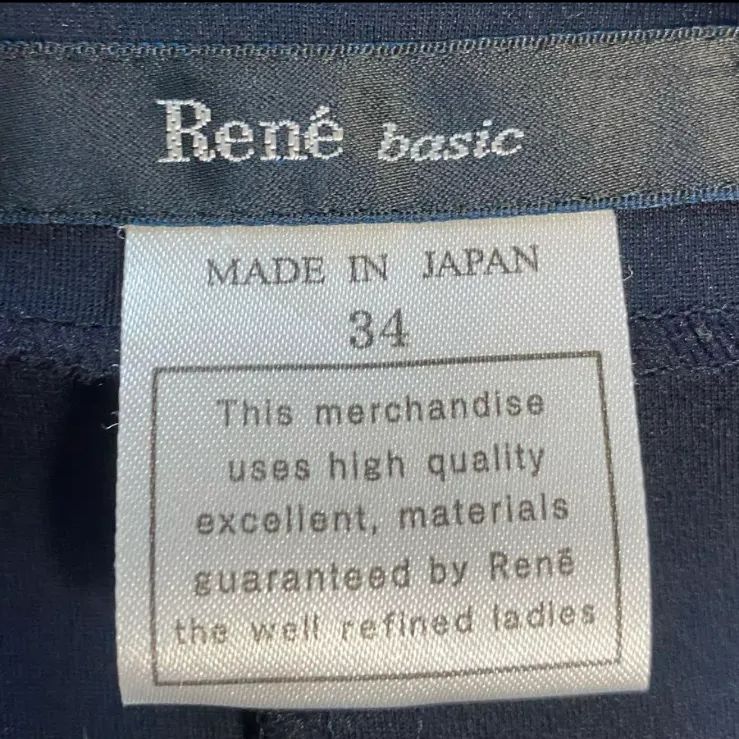 René basic
MADE IN JAPAN
34
This merchandise
uses high quality
excellent, materials
guaranteed by René
the well refined ladies